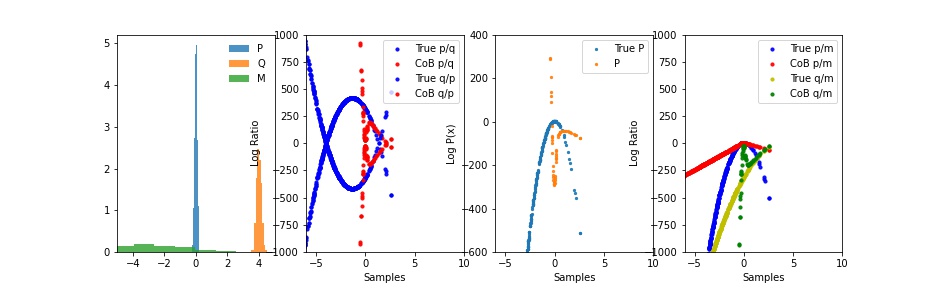 P
Q
M
5
4
3
2
1
0
−4
−2
0
2
4
Log Ratio
1000
750
500
250
0
−250
−500
−750
−1000
−5
0
5
10
Samples
True p/q
CoB p/q
True q/p
CoB q/p
Log P(x)
400
200
0
−200
−400
−600
−5
0
5
10
Samples
True P
P
Log Ratio
1000
750
500
250
0
−250
−500
−750
−1000
−5
0
5
10
Samples
True p/m
CoB p/m
True q/m
CoB q/m